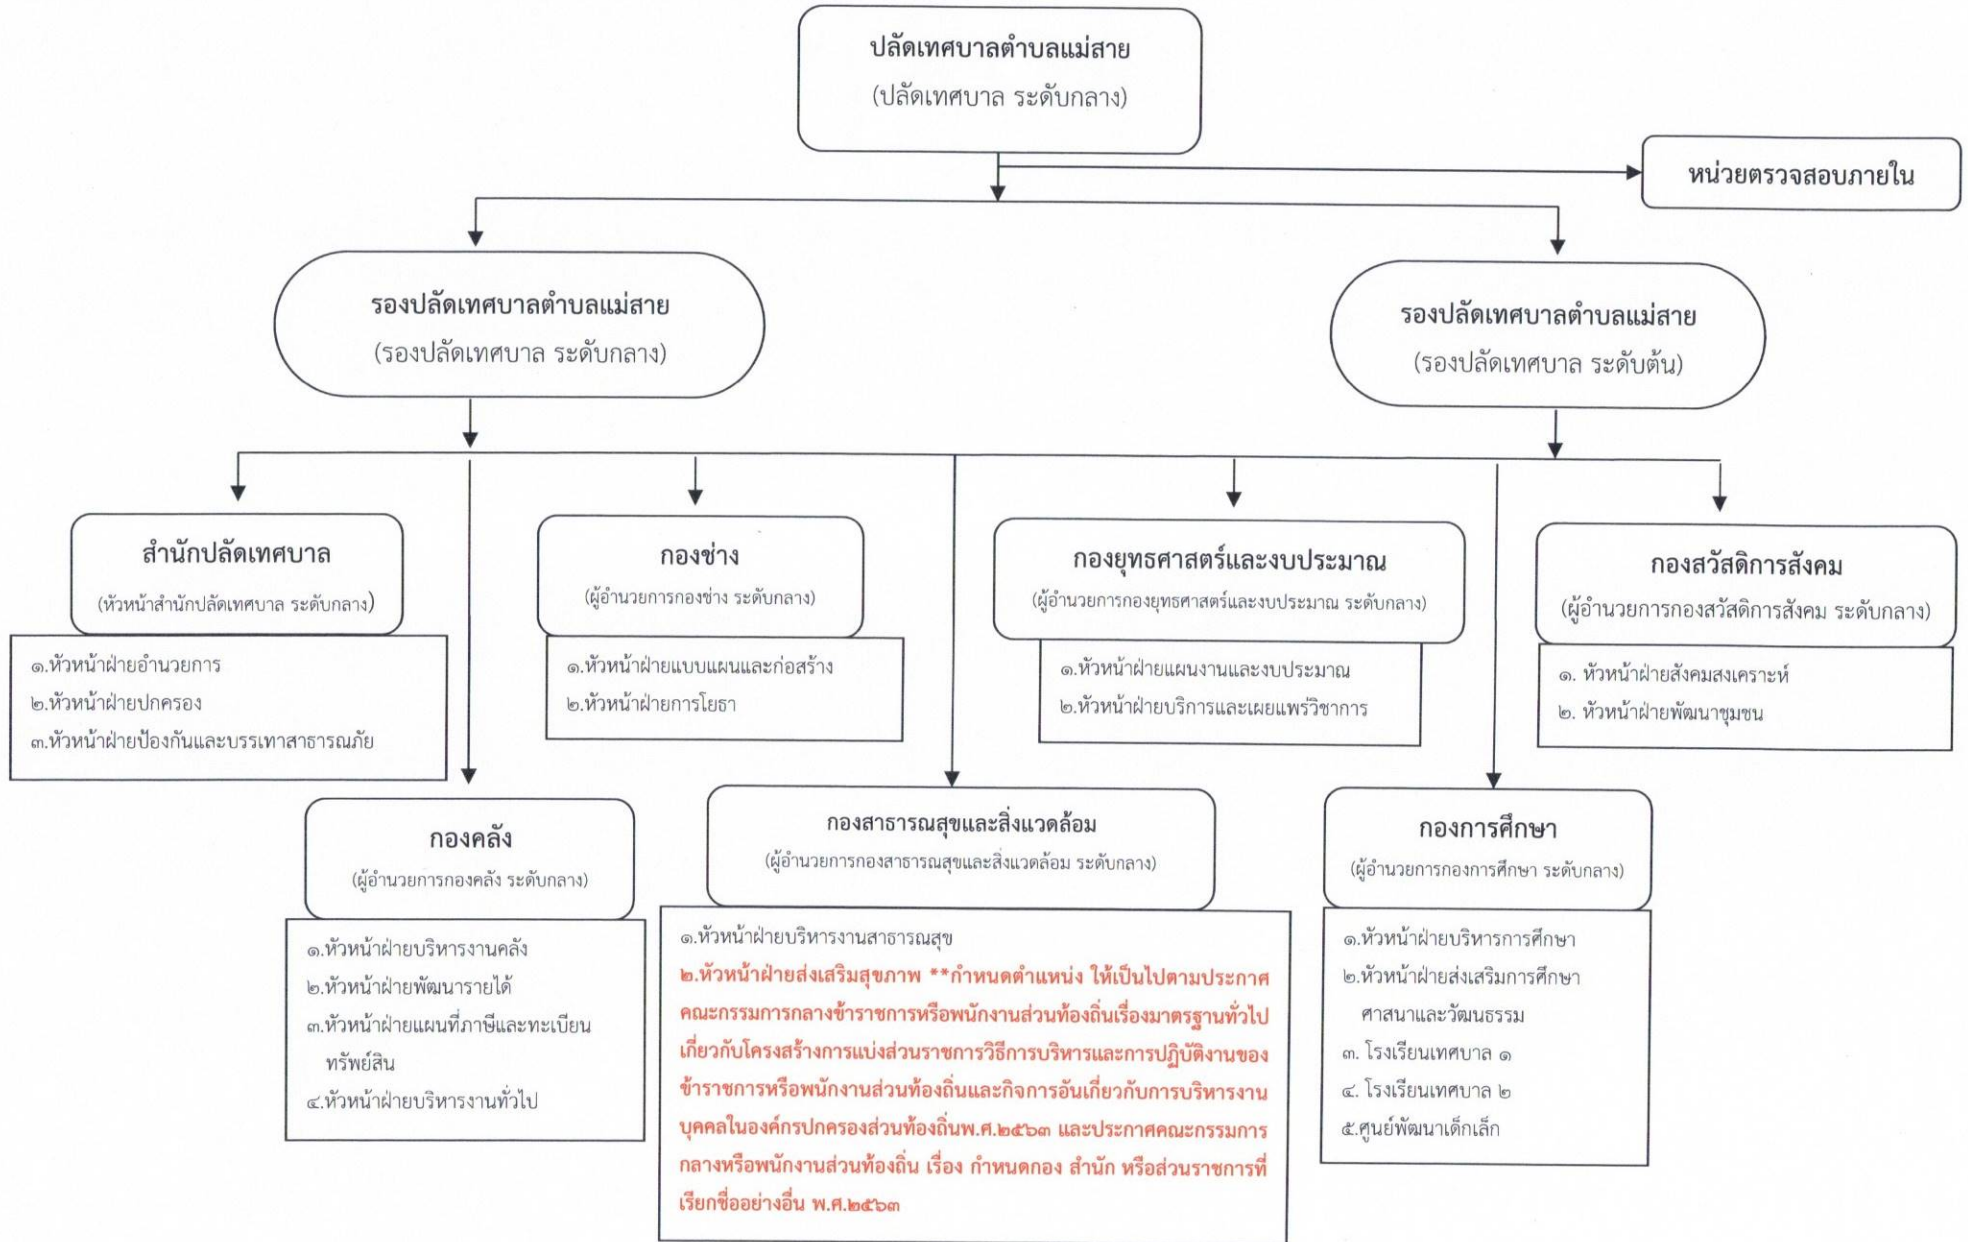 ปลัดเทศบาลตำบลแม่สาย
(ปลัดเทศบาล ระดับกลาง)
หน่วยตรวจสอบภายใน
รองปลัดเทศบาลตำบลแม่สาย
(รองปลัดเทศบาล ระดับกลาง)
รองปลัดเทศบาลตำบลแม่สาย
(รองปลัดเทศบาล ระดับต้น)
สำนักปลัดเทศบาล
(หัวหน้าสำนักปลัดเทศบาล ระดับกลาง)
๑.หัวหน้าฝ่ายอำนวยการ
๒.หัวหน้าฝ่ายปกครอง
๓.หัวหน้าฝ่ายป้องกันและบรรเทาสาธารณภัย
กองช่าง
(ผู้อำนวยการกองช่าง ระดับกลาง)
๑.หัวหน้าฝ่ายแบบแผนและก่อสร้าง
๒.หัวหน้าฝ่ายการโยธา
กองยุทธศาสตร์และงบประมาณ
(ผู้อำนวยการกองยุทธศาสตร์และงบประมาณ ระดับกลาง)
๑.หัวหน้าฝ่ายแผนงานและงบประมาณ
๒.หัวหน้าฝ่ายบริการและเผยแพร่วิชาการ
กองสวัสดิการสังคม
(ผู้อำนวยการกองสวัสดิการสังคม ระดับกลาง)
๑. หัวหน้าฝ่ายสังคมสงเคราะห์
๒. หัวหน้าฝ่ายพัฒนาชุมชน
กองคลัง
(ผู้อำนวยการกองคลัง ระดับกลาง)
๑.หัวหน้าฝ่ายบริหารงานคลัง
๒.หัวหน้าฝ่ายพัฒนารายได้
๓.หัวหน้าฝ่ายแผนที่ภาษีและทะเบียน
ทรัพย์สิน
๔.หัวหน้าฝ่ายบริหารงานทั่วไป
กองสาธารณสุขและสิ่งแวดล้อม
(ผู้อำนวยการกองสาธารณสุขและสิ่งแวดล้อม ระดับกลาง)
๑.หัวหน้าฝ่ายบริหารงานสาธารณสุข
๒.หัวหน้าฝ่ายส่งเสริมสุขภาพ **กำหนดตำแหน่ง ให้เป็นไปตามประกาศ
คณะกรรมการกลางข้าราชการหรือพนักงานส่วนท้องถิ่นเรื่องมาตรฐานทั่วไป
เกี่ยวกับโครงสร้างการแบ่งส่วนราชการวิธีการบริหารและการปฏิบัติงานของ
ข้าราชการหรือพนักงานส่วนท้องถิ่นและกิจการอันเกี่ยวกับการบริหารงาน
บุคคลในองค์กรปกครองส่วนท้องถิ่นพ.ศ.๒๕๖๓ และประกาศคณะกรรมการ
กลางหรือพนักงานส่วนท้องถิ่น เรื่อง กำหนดกอง สำนัก หรือส่วนราชการที่
เรียกชื่ออย่างอื่น พ.ศ.๒๕๖๓
กองการศึกษา
(ผู้อำนวยการกองการศึกษา ระดับกลาง)
๑.หัวหน้าฝ่ายบริหารการศึกษา
๒.หัวหน้าฝ่ายส่งเสริมการศึกษา
ศาสนาและวัฒนธรรม
๓. โรงเรียนเทศบาล ๑
๔. โรงเรียนเทศบาล ๒
๕.ศูนย์พัฒนาเด็กเล็ก